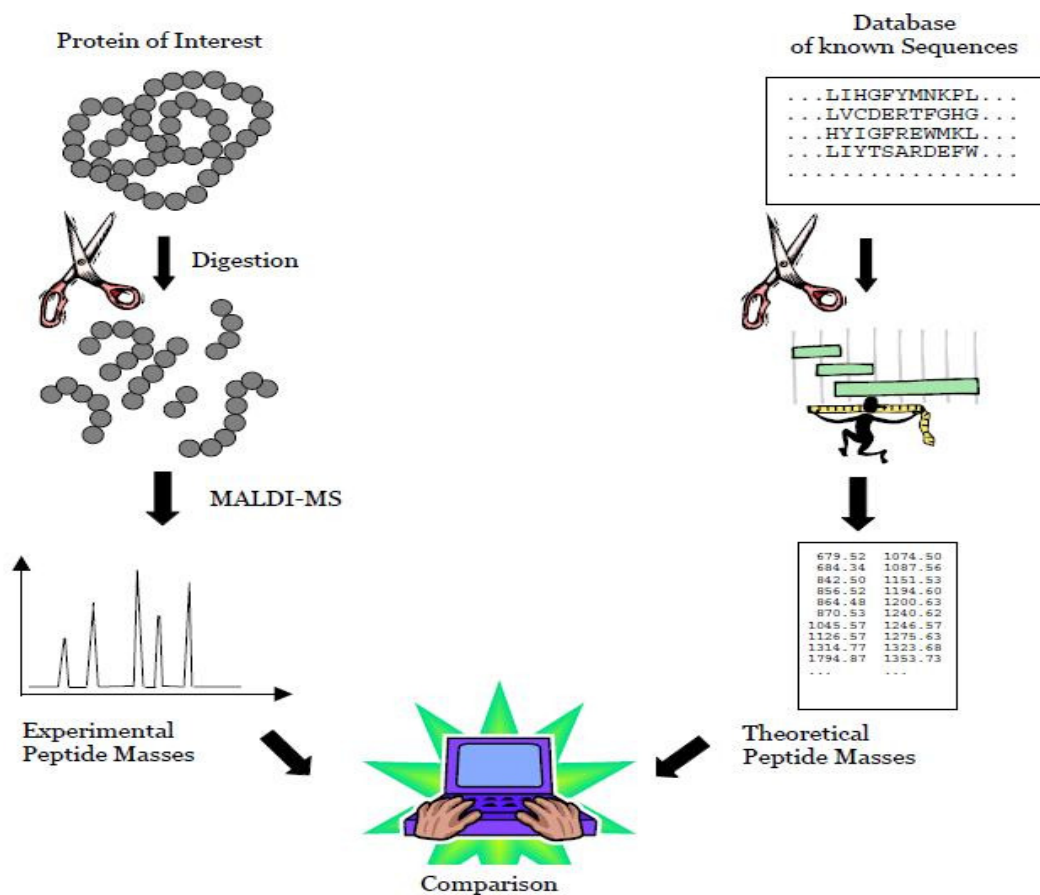 Protein of Interest
Database
of known Sequences
...LIHGFYMNKPL...
...LVCDERTFGHG...
...HYIGFREWMKL...
...LIYTSARDEFW...
.................
Digestion
MALDI-MS
679.52 1074.50
684.34 1087.56
842.50 1151.53
856.52 1194.60
864.48 1200.63
870.53 1240.62
1045.57 1246.57
1126.57 1275.63
1314.77 1323.68
1794.87 1353.73
... ...
Experimental
Peptide Masses
Theoretical
Peptide Masses
Comparison